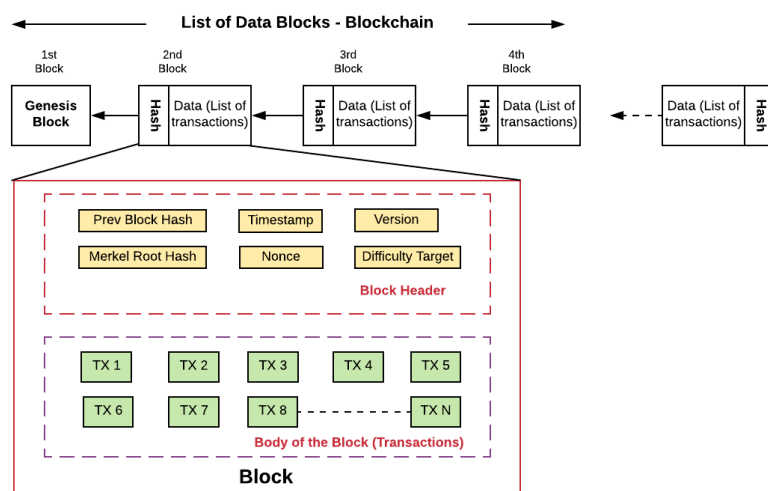 List of Data Blocks - Blockchain
1st
Block
2nd
Block
3rd
Block
4th
Block
Genesis
Block
Hash
Data (List of
transactions)
Hash
Data (List of
transactions)
Hash
Data (List of
transactions)
Data (List of
transactions)
Hash
Prev Block Hash
Timestamp
Version
Merkel Root Hash
Nonce
Difficulty Target
Block Header
TX 1
TX 2
TX 3
TX 4
TX 5
TX 6
TX 7
TX 8
TX N
Body of the Block (Transactions)
Block